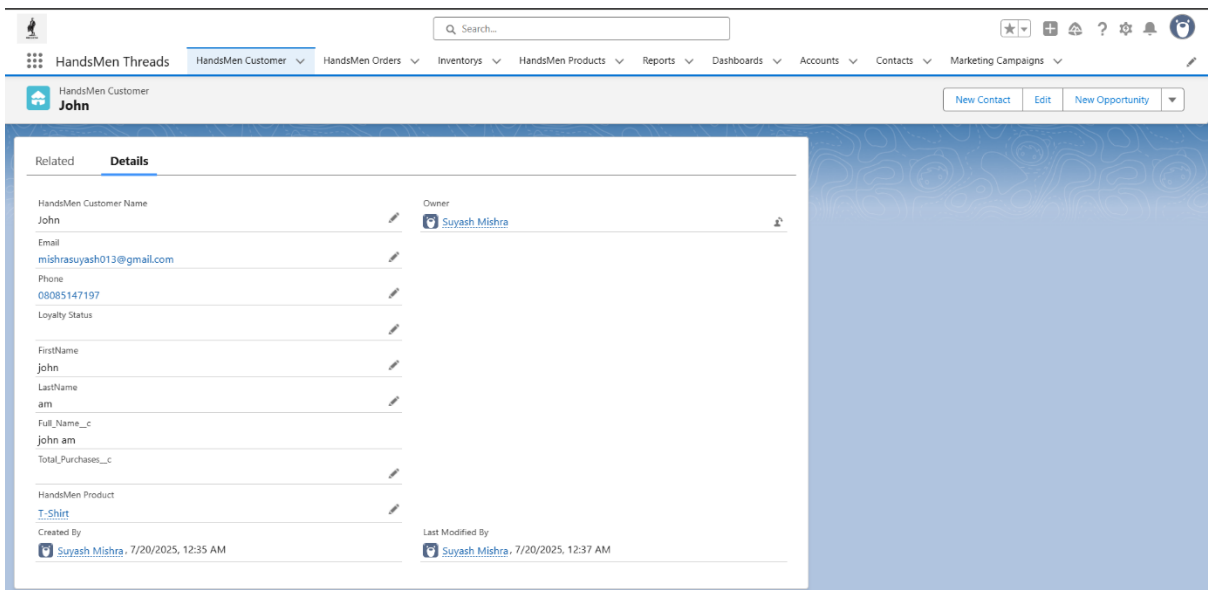 Search...
HandsMen Threads HandsMen Customer HandsMen Orders Inventorys HandsMen Products Reports Dashboards Accounts Contacts Marketing Campaigns
HandsMen Customer
John
New Contact Edit New Opportunity
Related Details
HandsMen Customer Name
John
Owner
Suyash Mishra
Email
mishrasuyash013@gmail.com
Phone
08085147197
Loyalty Status
FirstName
john
LastName
am
Full_Name__c
john am
Total_Purchases__c
HandsMen Product
T-Shirt
Created By
Suyash Mishra, 7/20/2025, 12:35 AM
Last Modified By
Suyash Mishra, 7/20/2025, 12:37 AM